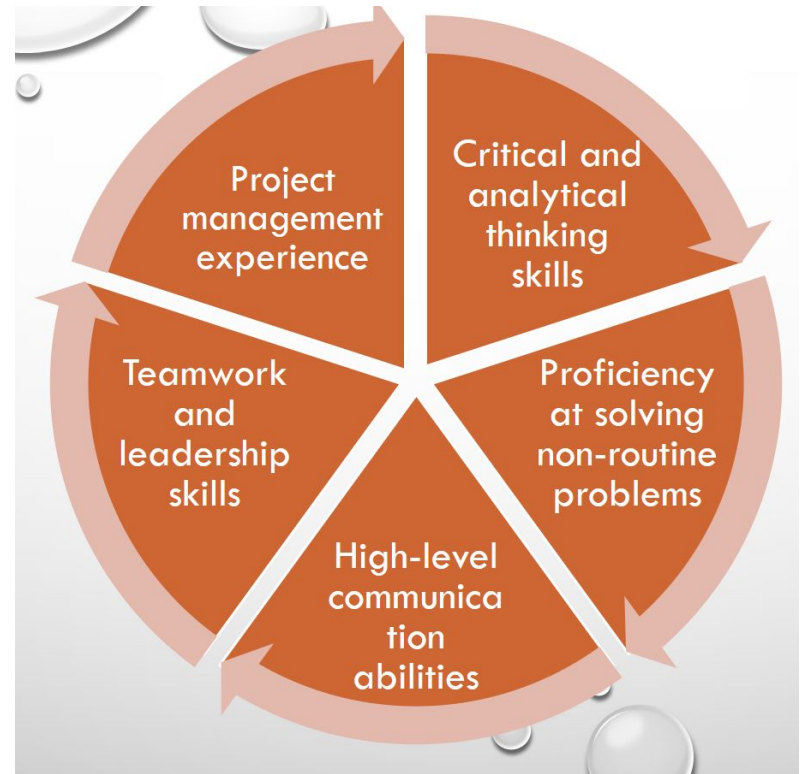 Critical and
analytical
thinking
skills
Proficiency
at solving
non-routine
problems
High-level
communica
tion
abilities
Teamwork
and
leadership
skills
Project
management
experience